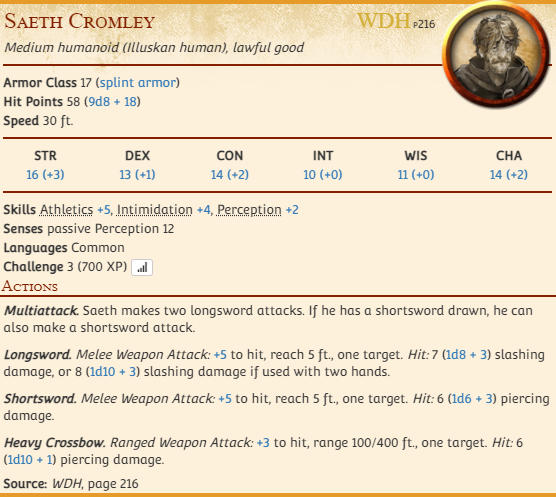 Saeth Cromley
WDH p216
Medium humanoid (Illuskan human), lawful good
Armor Class 17 (splint armor)
Hit Points 58 (9d8 + 18)
Speed 30 ft.
STR DEX CON INT WIS CHA
16 (+3) 13 (+1) 14 (+2) 10 (+0) 11 (+0) 14 (+2)
Skills Athletics +5, Intimidation +4, Perception +2
Senses passive Perception 12
Languages Common
Challenge 3 (700 XP)
Actions
Multiattack. Saeth makes two longsword attacks. If he has a shortsword drawn, he can
also make a shortsword attack.
Longsword. Melee Weapon Attack: +5 to hit, reach 5 ft., one target. Hit: 7 (1d8 + 3) slashing
damage, or 8 (1d10 + 3) slashing damage if used with two hands.
Shortsword. Melee Weapon Attack: +5 to hit, reach 5 ft., one target. Hit: 6 (1d6 + 3) piercing
damage.
Heavy Crossbow. Ranged Weapon Attack: +3 to hit, range 100/400 ft., one target. Hit: 6
(1d10 + 1) piercing damage.
Source: WDH, page 216